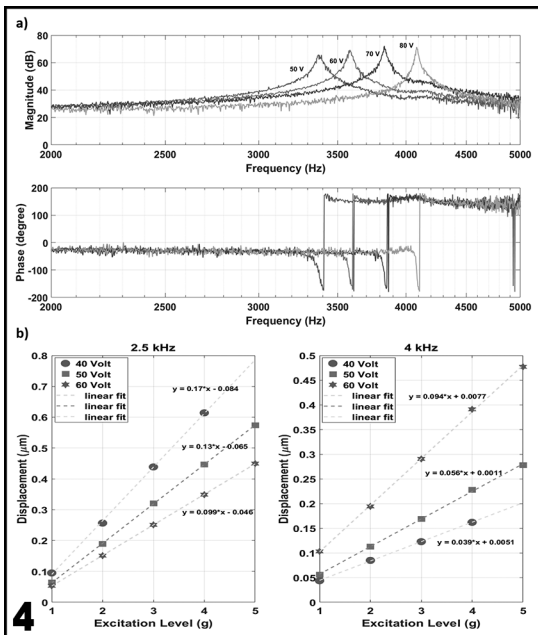 a)
80
60
40
20
0
Magnitude (dB)
50 V
60 V
70 V
80 V
2000 2500 3000 3500 4000 4500 5000
Frequency (Hz)
200
100
0
-100
-200
Phase (degree)
2000 2500 3000 3500 4000 4500 5000
Frequency (Hz)
b)
2.5 kHz
0.8
0.7
0.6
0.5
0.4
0.3
0.2
0.1
0
Displacement (μm)
40 Volt
50 Volt
60 Volt
linear fit
linear fit
linear fit
y = 0.17*x - 0.084
y = 0.13*x - 0.065
y = 0.099*x - 0.046
1 2 3 4 5
Excitation Level (g)
4 kHz
0.5
0.45
0.4
0.35
0.3
0.25
0.2
0.15
0.1
0.05
0
Displacement (μm)
40 Volt
50 Volt
60 Volt
linear fit
linear fit
linear fit
y = 0.094*x + 0.0077
y = 0.056*x + 0.0011
y = 0.039*x + 0.0051
1 2 3 4 5
Excitation Level (g)
4